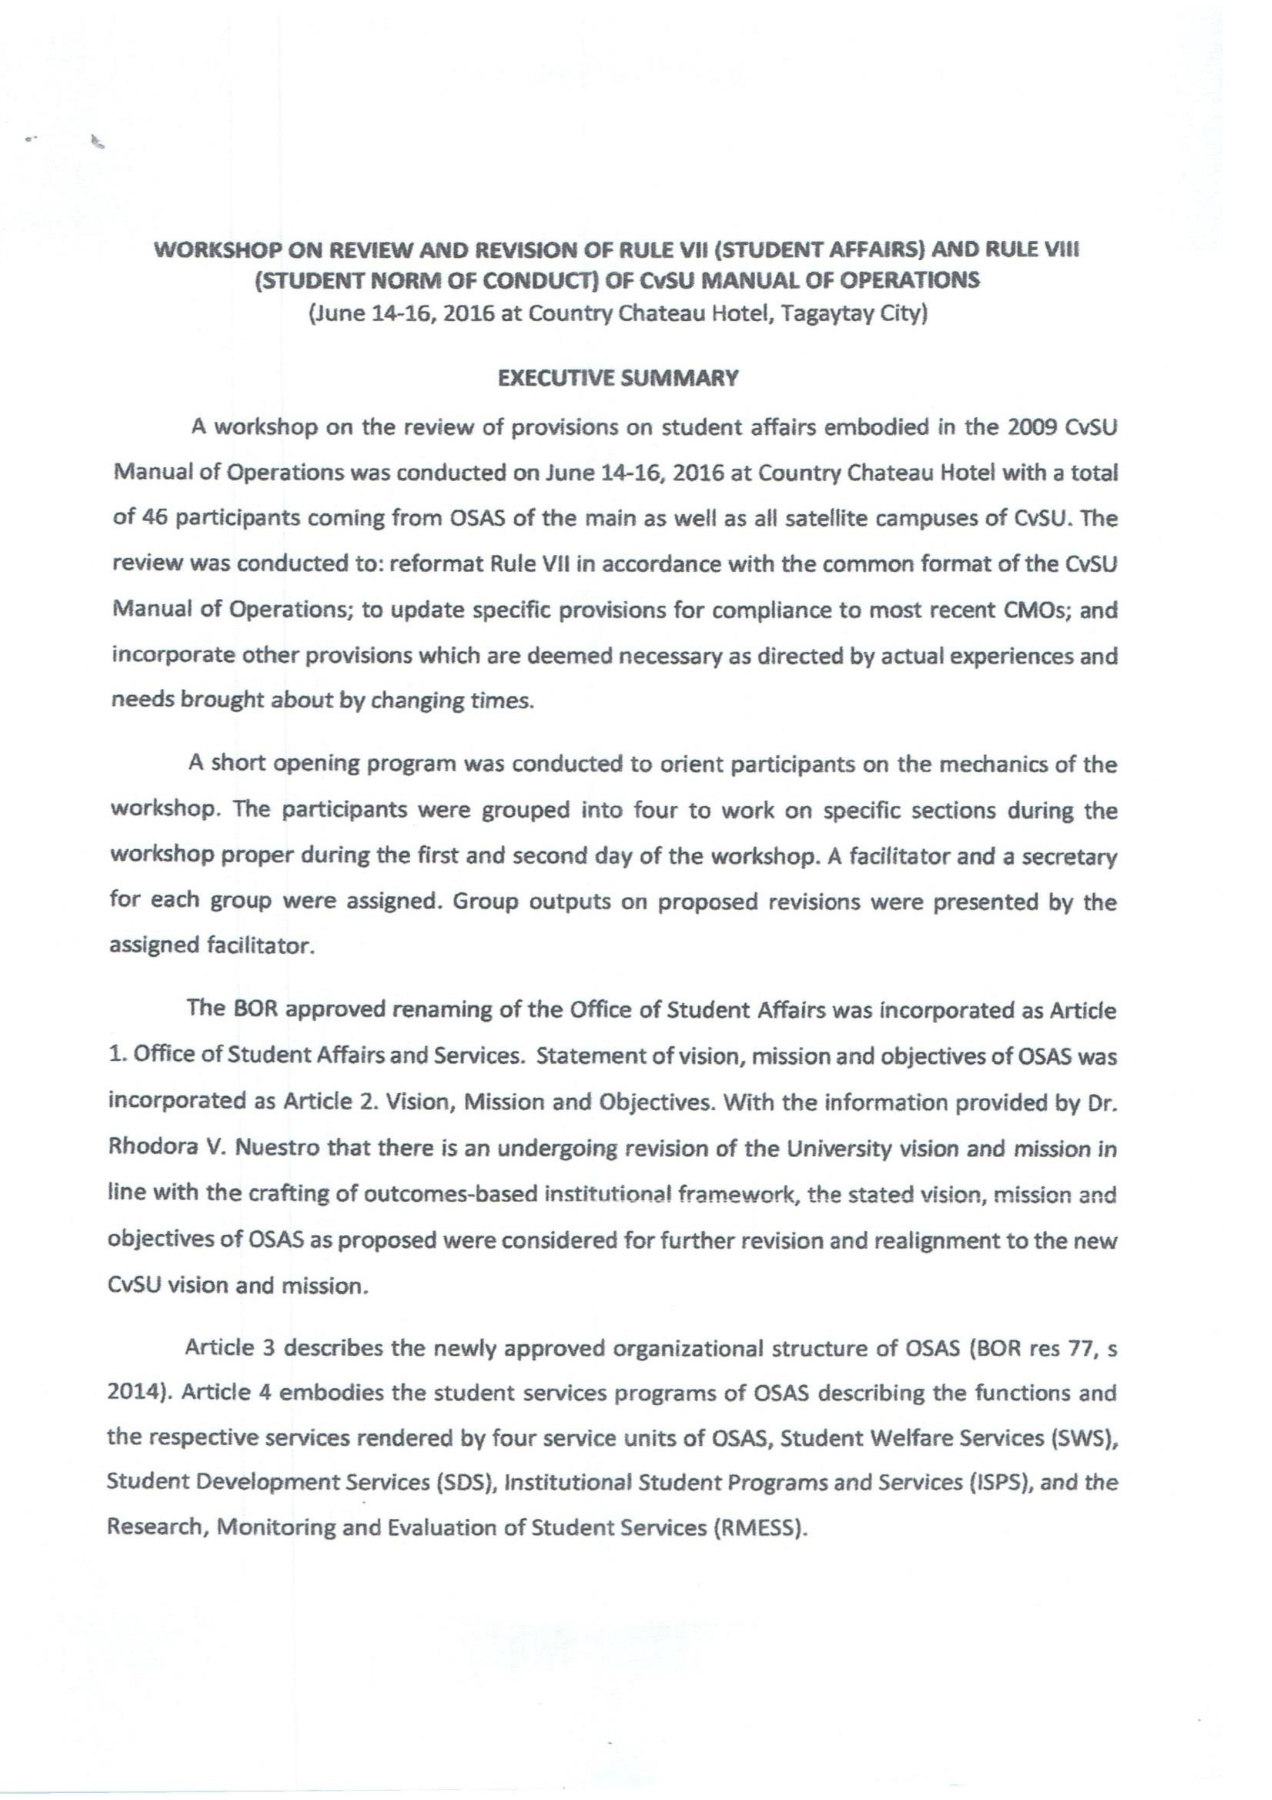 WORKSHOP ON REVIEW AND REVISION OF RULE VII (STUDENT AFFAIRS) AND RULE VIII
(STUDENT NORM OF CONDUCT) OF CvSU MANUAL OF OPERATIONS
(June 14-16, 2016 at Country Chateau Hotel, Tagaytay City)
EXECUTIVE SUMMARY
A workshop on the review of provisions on student affairs embodied in the 2009 CvSU
Manual of Operations was conducted on June 14-16, 2016 at Country Chateau Hotel with a total
of 46 participants coming from OSAS of the main as well as all satellite campuses of CvSU. The
review was conducted to: reformat Rule VII in accordance with the common format of the CvSU
Manual of Operations; to update specific provisions for compliance to most recent CMOs; and
incorporate other provisions which are deemed necessary as directed by actual experiences and
needs brought about by changing times.
A short opening program was conducted to orient participants on the mechanics of the
workshop. The participants were grouped into four to work on specific sections during the
workshop proper during the first and second day of the workshop. A facilitator and a secretary
for each group were assigned. Group outputs on proposed revisions were presented by the
assigned facilitator.
The BOR approved renaming of the Office of Student Affairs was incorporated as Article
1. Office of Student Affairs and Services. Statement of vision, mission and objectives of OSAS was
incorporated as Article 2. Vision, Mission and Objectives. With the information provided by Dr.
Rhodora V. Nuestro that there is an undergoing revision of the University vision and mission in
line with the crafting of outcomes-based institutional framework, the stated vision, mission and
objectives of OSAS as proposed were considered for further revision and realignment to the new
CvSU vision and mission.
Article 3 describes the newly approved organizational structure of OSAS (BOR res 77, s
2014). Article 4 embodies the student services programs of OSAS describing the functions and
the respective services rendered by four service units of OSAS, Student Welfare Services (SWS),
Student Development Services (SDS), Institutional Student Programs and Services (ISPS), and the
Research, Monitoring and Evaluation of Student Services (RMESS).